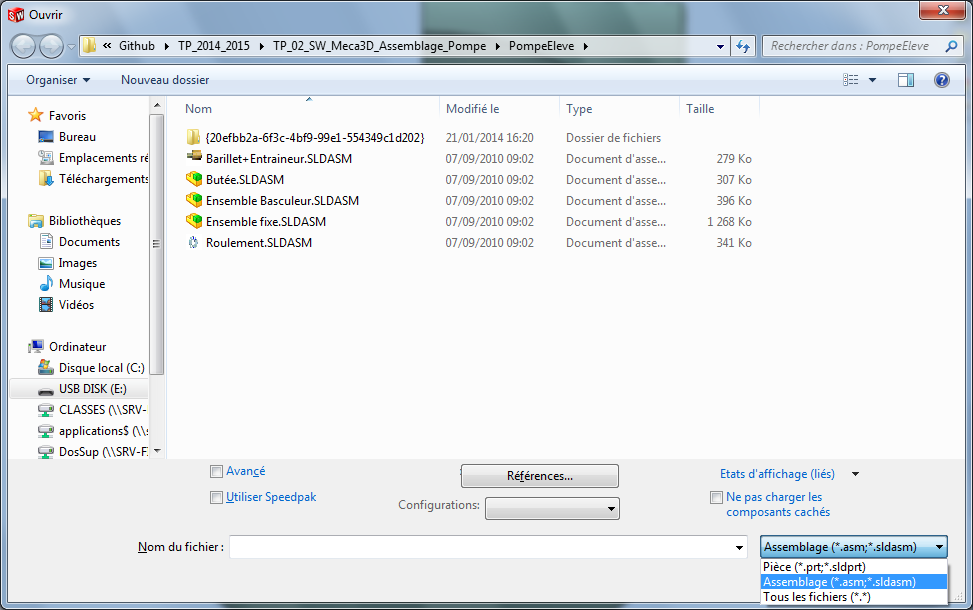 Ouvrir
« Github ▸ TP_2014_2015 ▸ TP_02_SW_Meca3D_Assemblage_Pompe ▸ PompeEleve ▸
Rechercher dans : PompeEleve
Organiser ▾ Nouveau dossier
Favoris
Bureau
Emplacements ré
Téléchargements
Bibliothèques
Documents
Images
Musique
Vidéos
Ordinateur
Disque local (C:)
USB DISK (E:)
CLASSES (\\SRV-
applications$ (\\s
DosSup (\\SRV-F.
Nom Modifié le Type Taille
{20efbb2a-6f3c-4bf9-99e1-554349c1d202} 21/01/2014 16:20 Dossier de fichiers
Barillet+Entraineur.SLDASM 07/09/2010 09:02 Document d'asse... 279 Ko
Butée.SLDASM 07/09/2010 09:02 Document d'asse... 307 Ko
Ensemble Basculeur.SLDASM 07/09/2010 09:02 Document d'asse... 396 Ko
Ensemble fixe.SLDASM 07/09/2010 09:02 Document d'asse... 1 268 Ko
Roulement.SLDASM 07/09/2010 09:02 Document d'asse... 341 Ko
Avancé
Utiliser Speedpak
Références...
Configurations:
Etats d'affichage (liés)
Ne pas charger les
composants cachés
Nom du fichier :
Assemblage (*.asm;*.sldasm)
Pièce (*.prt;*.sldprt)
Assemblage (*.asm;*.sldasm)
Tous les fichiers (*.*)